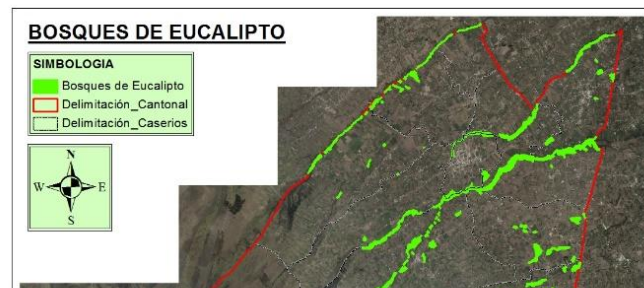 BOSQUES DE EUCALIPTO
SIMBOLOGIA
Bosques de Eucalipto
Delimitación_Cantonal
Delimitación_Caserios
N
W E
S